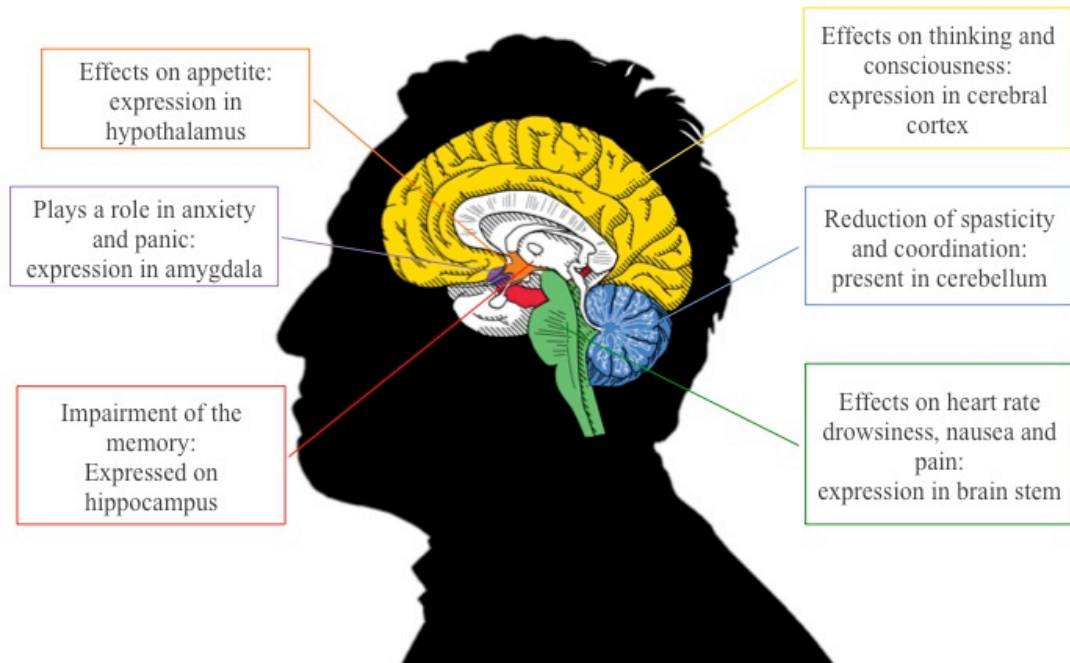 Effects on appetite:
expression in
hypothalamus
Plays a role in anxiety
and panic:
expression in amygdala
Impairment of the
memory:
Expressed on
hippocampus
Effects on thinking and
consciousness:
expression in cerebral
cortex
Reduction of spasticity
and coordination:
present in cerebellum
Effects on heart rate
drowsiness, nausea and
pain:
expression in brain stem